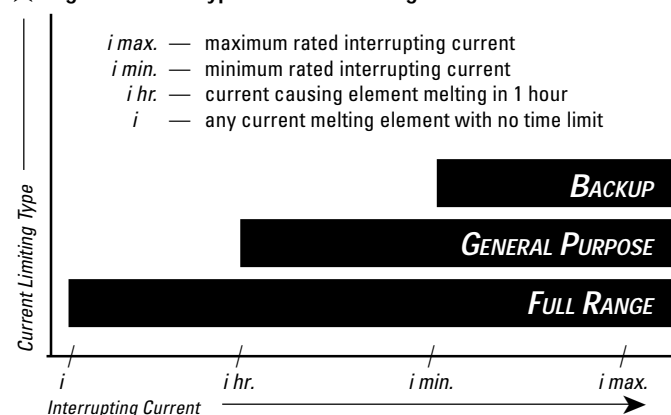 i max. — maximum rated interrupting current
i min. — minimum rated interrupting current
i hr. — current causing element melting in 1 hour
i — any current melting element with no time limit
Current Limiting Type
BACKUP
GENERAL PURPOSE
FULL RANGE
i i hr. i min. i max.
Interrupting Current